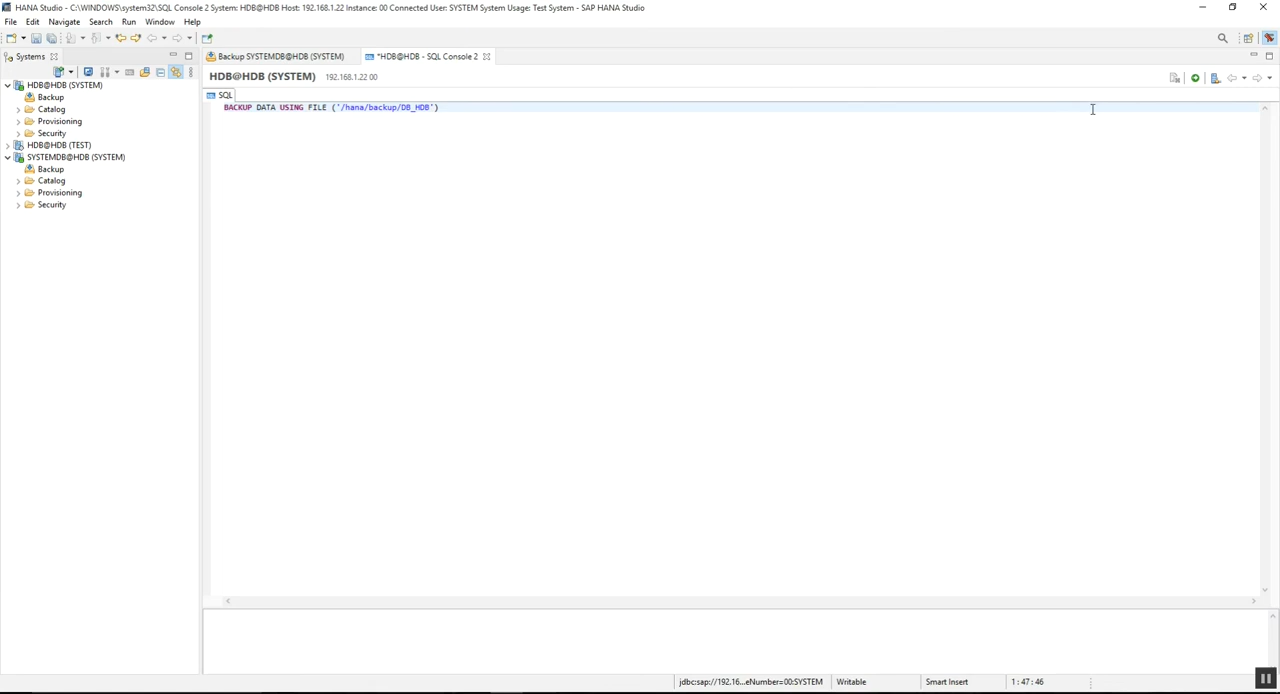 HANA Studio - C:\WINDOWS\system32\SQL Console 2 System: HDB@HDB Host: 192.168.1.22 Instance: 00 Connected User: SYSTEM System Usage: Test System - SAP HANA Studio
File Edit Navigate Search Run Window Help
Systems
Backup SYSTEMDB@HDB (SYSTEM)
*HDB@HDB - SQL Console 2
HDB@HDB (SYSTEM) 192.168.1.22 00
SQL
BACKUP DATA USING FILE ('/hana/backup/DB_HDB')
HDB@HDB (SYSTEM)
Backup
Catalog
Provisioning
Security
HDB@HDB (TEST)
SYSTEMDB@HDB (SYSTEM)
Backup
Catalog
Provisioning
Security
jdbc:sap://192.16...eNumber=00:SYSTEM Writable Smart Insert 1 : 47 : 46